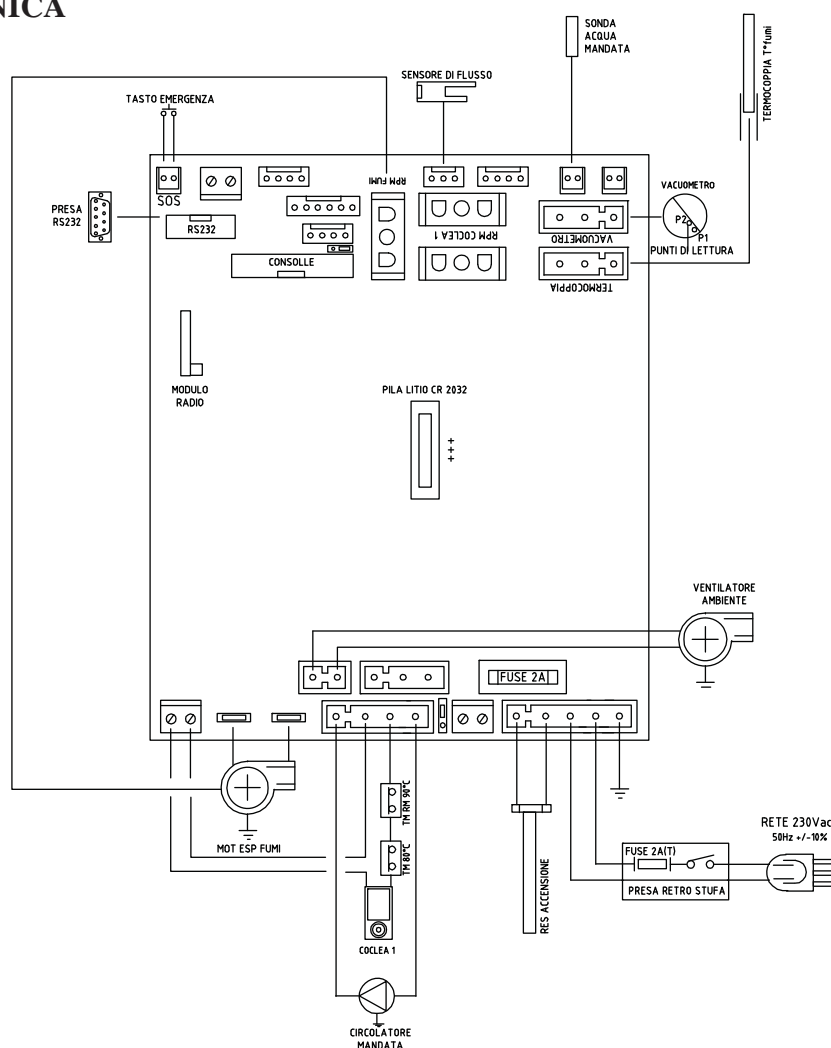 NICA
SONDA
ACQUA
MANDATA
SENSORE DI FLUSSO
TERMOCOPPIA T°fumi
TASTO EMERGENZA
SOS
RPM FUMI
VACUOMETRO
PRESA
RS232
RS232
RPM COCLEA 1
VACUOMETRO
P2
P1
PUNTI DI LETTURA
CONSOLLE
TERMOCOPPIA
MODULO
RADIO
PILA LITIO CR 2032
+++
VENTILATORE
AMBIENTE
FUSE 2A
TM RM 90°C
MOT ESP FUMI
TM 80°C
RETE 230Vac
50Hz +/-10%
FUSE 2A(T)
PRESA RETRO STUFA
RES ACCENSIONE
COCLEA 1
CIRCOLATORE
MANDATA